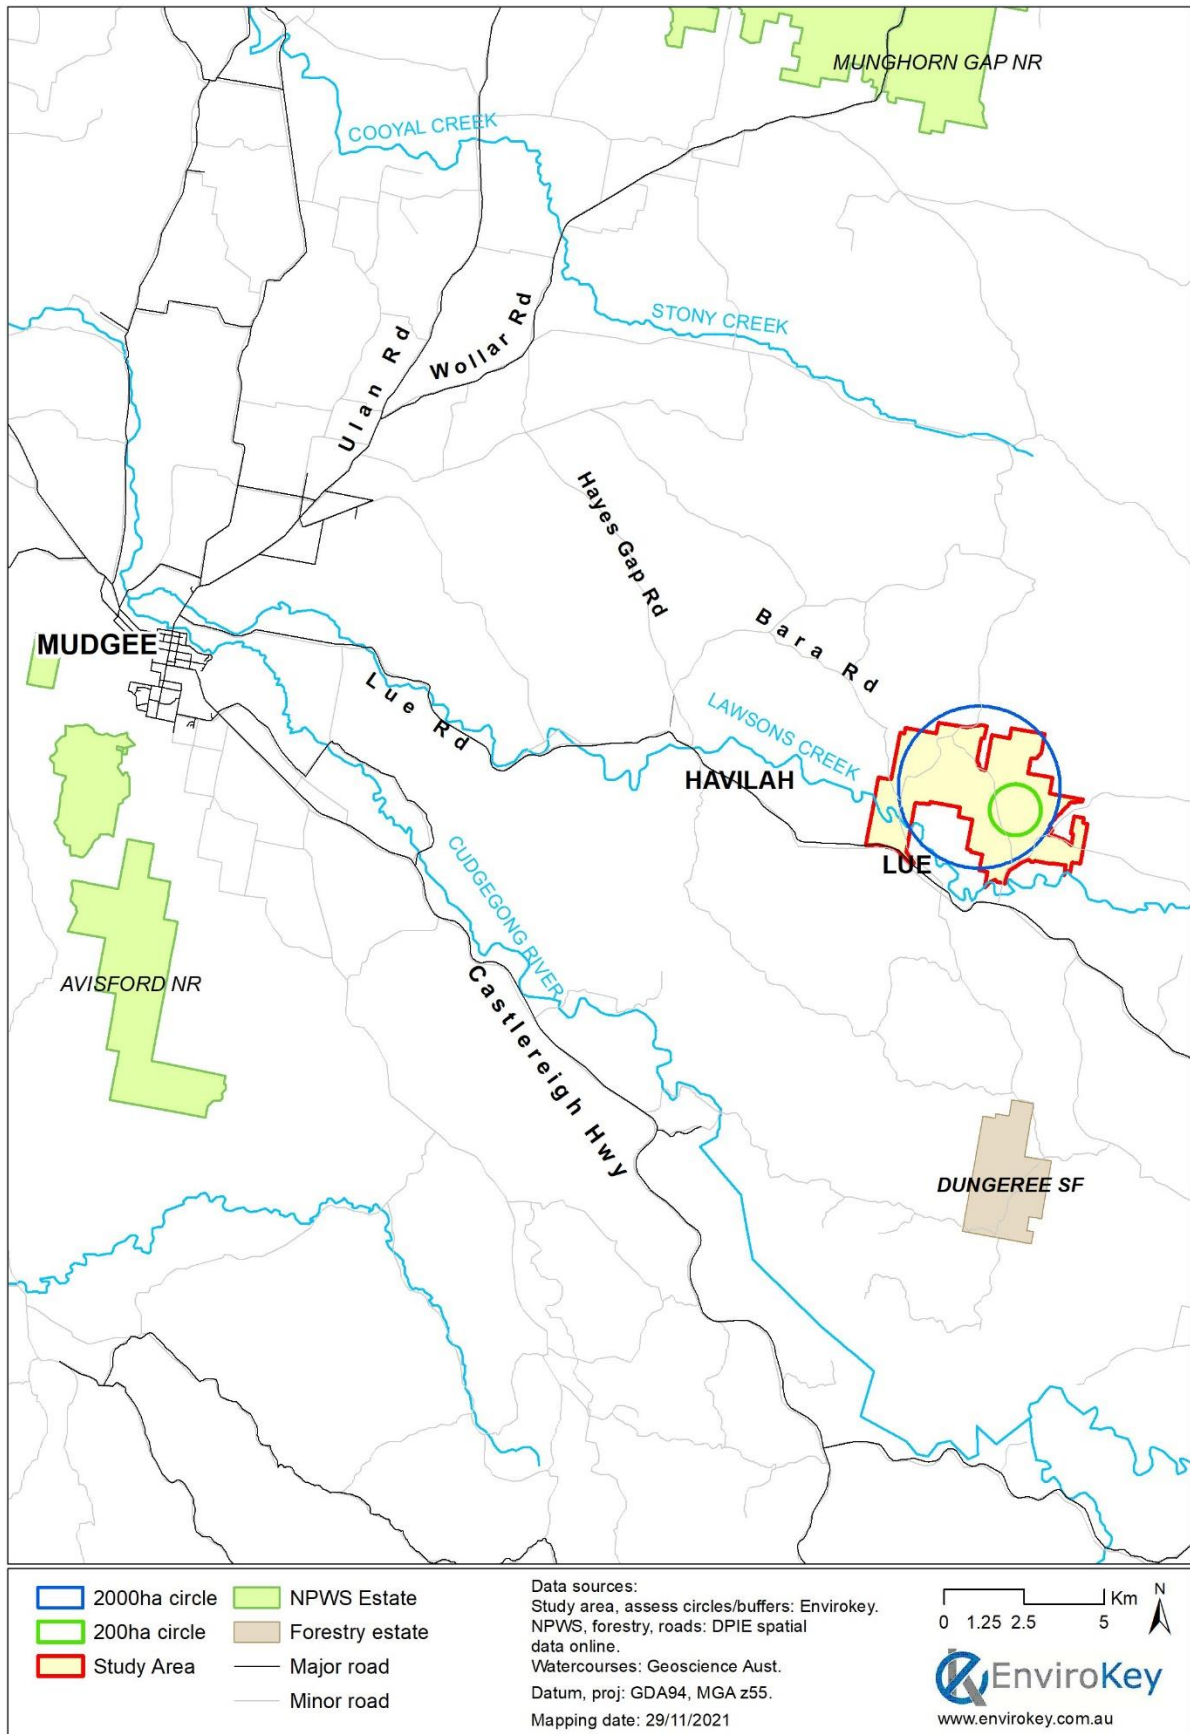 MUNGHORN GAP NR
COOYAL CREEK
STONY CREEK
Ulan Rd
Wollar Rd
Hayes Gap Rd
Bara Rd
MUDGEE
Lue Rd
LAWSONS CREEK
HAVILAH
LUE
CUDGEGONG RIVER
AVISFORD NR
Castlereigh Hwy
DUNGEREE SF
2000ha circle
200ha circle
Study Area
NPWS Estate
Forestry estate
Major road
Minor road
Data sources:
Study area, assess circles/buffers: Envirokey.
NPWS, forestry, roads: DPIE spatial
data online.
Watercourses: Geoscience Aust.
Datum, proj: GDA94, MGA z55.
Mapping date: 29/11/2021
Km
0 1.25 2.5 5
N
EnviroKey
www.envirokey.com.au